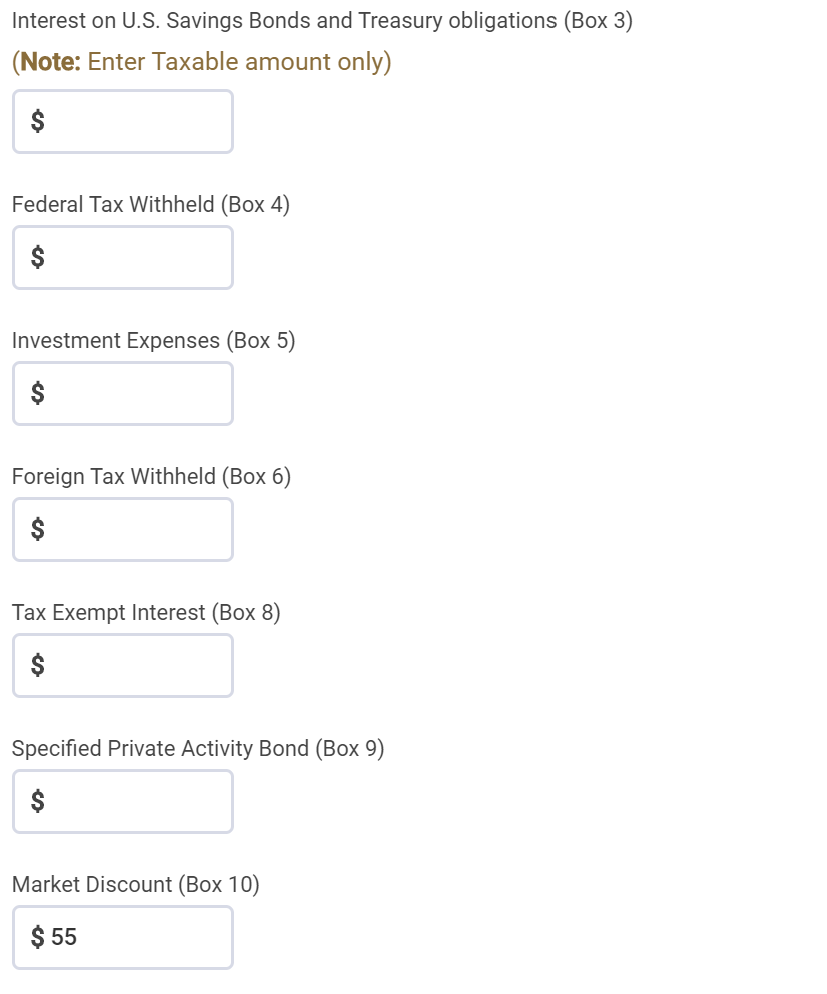 Interest on U.S. Savings Bonds and Treasury obligations (Box 3)
(Note: Enter Taxable amount only)
$
Federal Tax Withheld (Box 4)
$
Investment Expenses (Box 5)
$
Foreign Tax Withheld (Box 6)
$
Tax Exempt Interest (Box 8)
$
Specified Private Activity Bond (Box 9)
$
Market Discount (Box 10)
$ 55